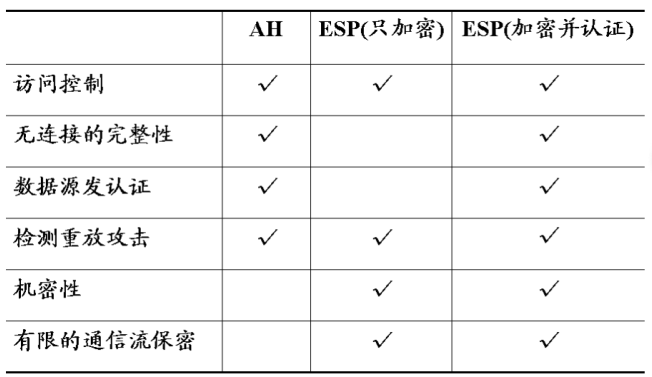 AH ESP(只加密) ESP(加密并认证)
访问控制 ✓ ✓ ✓
无连接的完整性 ✓ ✓
数据源发认证 ✓ ✓
检测重放攻击 ✓ ✓ ✓
机密性 ✓ ✓
有限的通信流保密 ✓ ✓